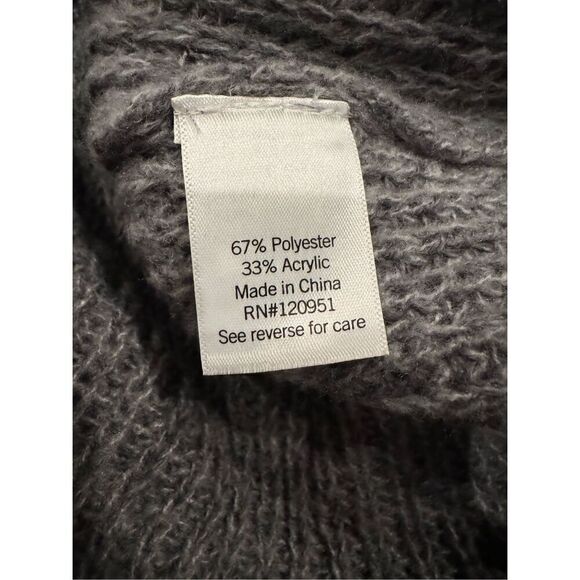 67% Polyester
33% Acrylic
Made in China
RN#120951
See reverse for care